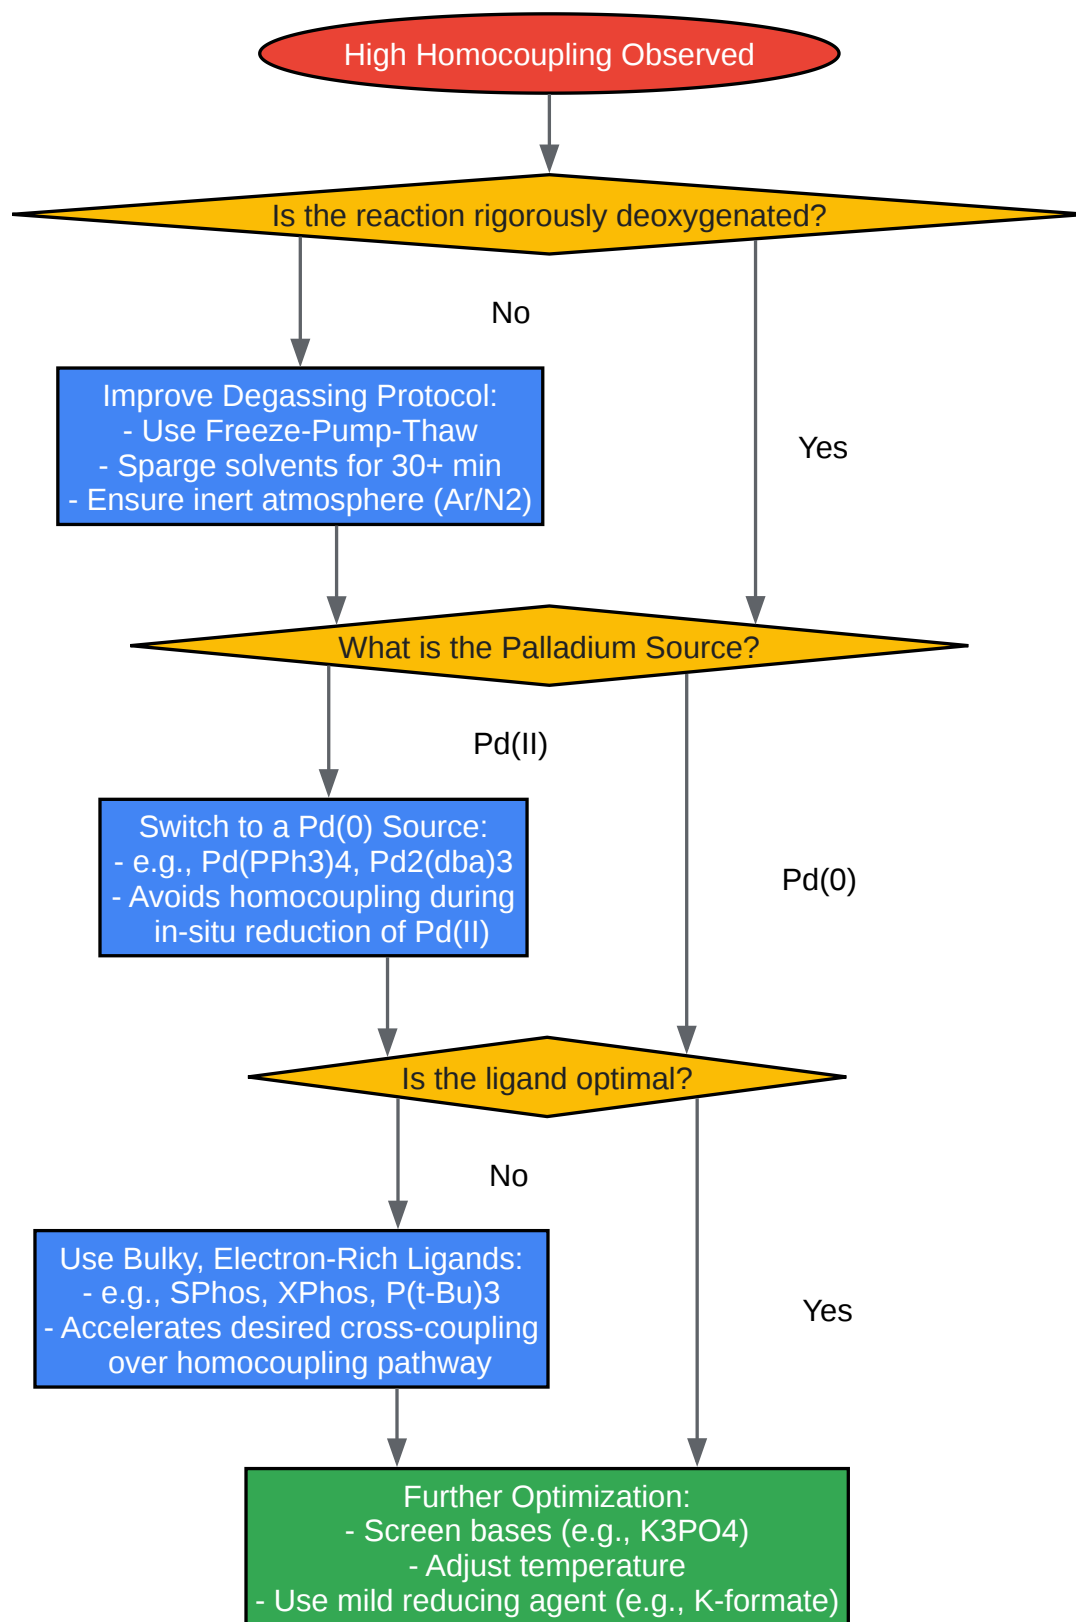 High Homocoupling Observed
Is the reaction rigorously deoxygenated?
No
Improve Degassing Protocol:
- Use Freeze-Pump-Thaw
- Sparge solvents for 30+ min
- Ensure inert atmosphere (Ar/N2)
Yes
What is the Palladium Source?
Pd(II)
Switch to a Pd(0) Source:
- e.g., Pd(PPh3)4, Pd2(dba)3
- Avoids homocoupling during
in-situ reduction of Pd(II)
Pd(0)
Is the ligand optimal?
No
Use Bulky, Electron-Rich Ligands:
- e.g., SPhos, XPhos, P(t-Bu)3
- Accelerates desired cross-coupling
over homocoupling pathway
Yes
Further Optimization:
- Screen bases (e.g., K3PO4)
- Adjust temperature
- Use mild reducing agent (e.g., K-formate)